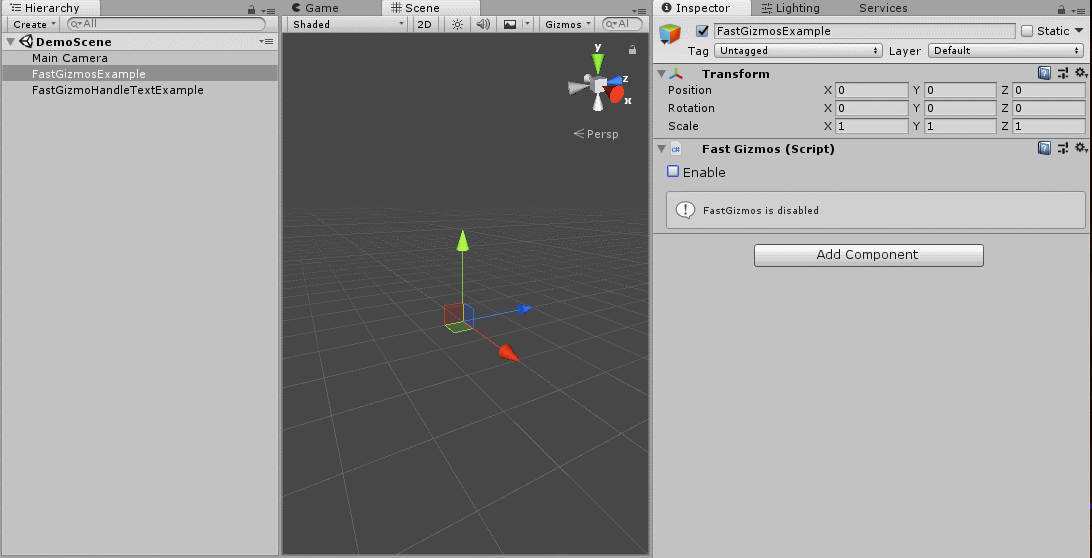 Hierarchy
Create
All
DemoScene
Main Camera
FastGizmosExample
FastGizmoHandleTextExample
Game
Scene
Shaded
2D
Gizmos
Al
y
z
x
Persp
Inspector
Lighting
Services
FastGizmosExample
Static
Tag Untagged Layer Default
Transform
Position X 0 Y 0 Z 0
Rotation X 0 Y 0 Z 0
Scale X 1 Y 1 Z 1
c#
Fast Gizmos (Script)
Enable
FastGizmos is disabled
Add Component